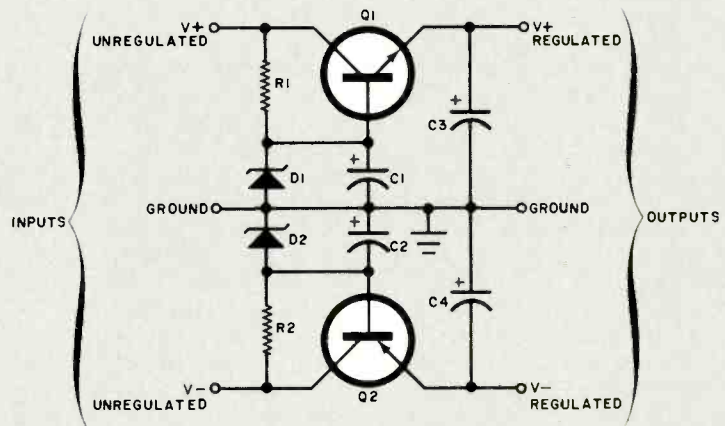 V+
UNREGULATED
Q1
V+
REGULATED
R1
+
C3
D1
+
C1
INPUTS
GROUND
GROUND
OUTPUTS
D2
+
C2
+
C4
R2
V-
UNREGULATED
Q2
V-
REGULATED